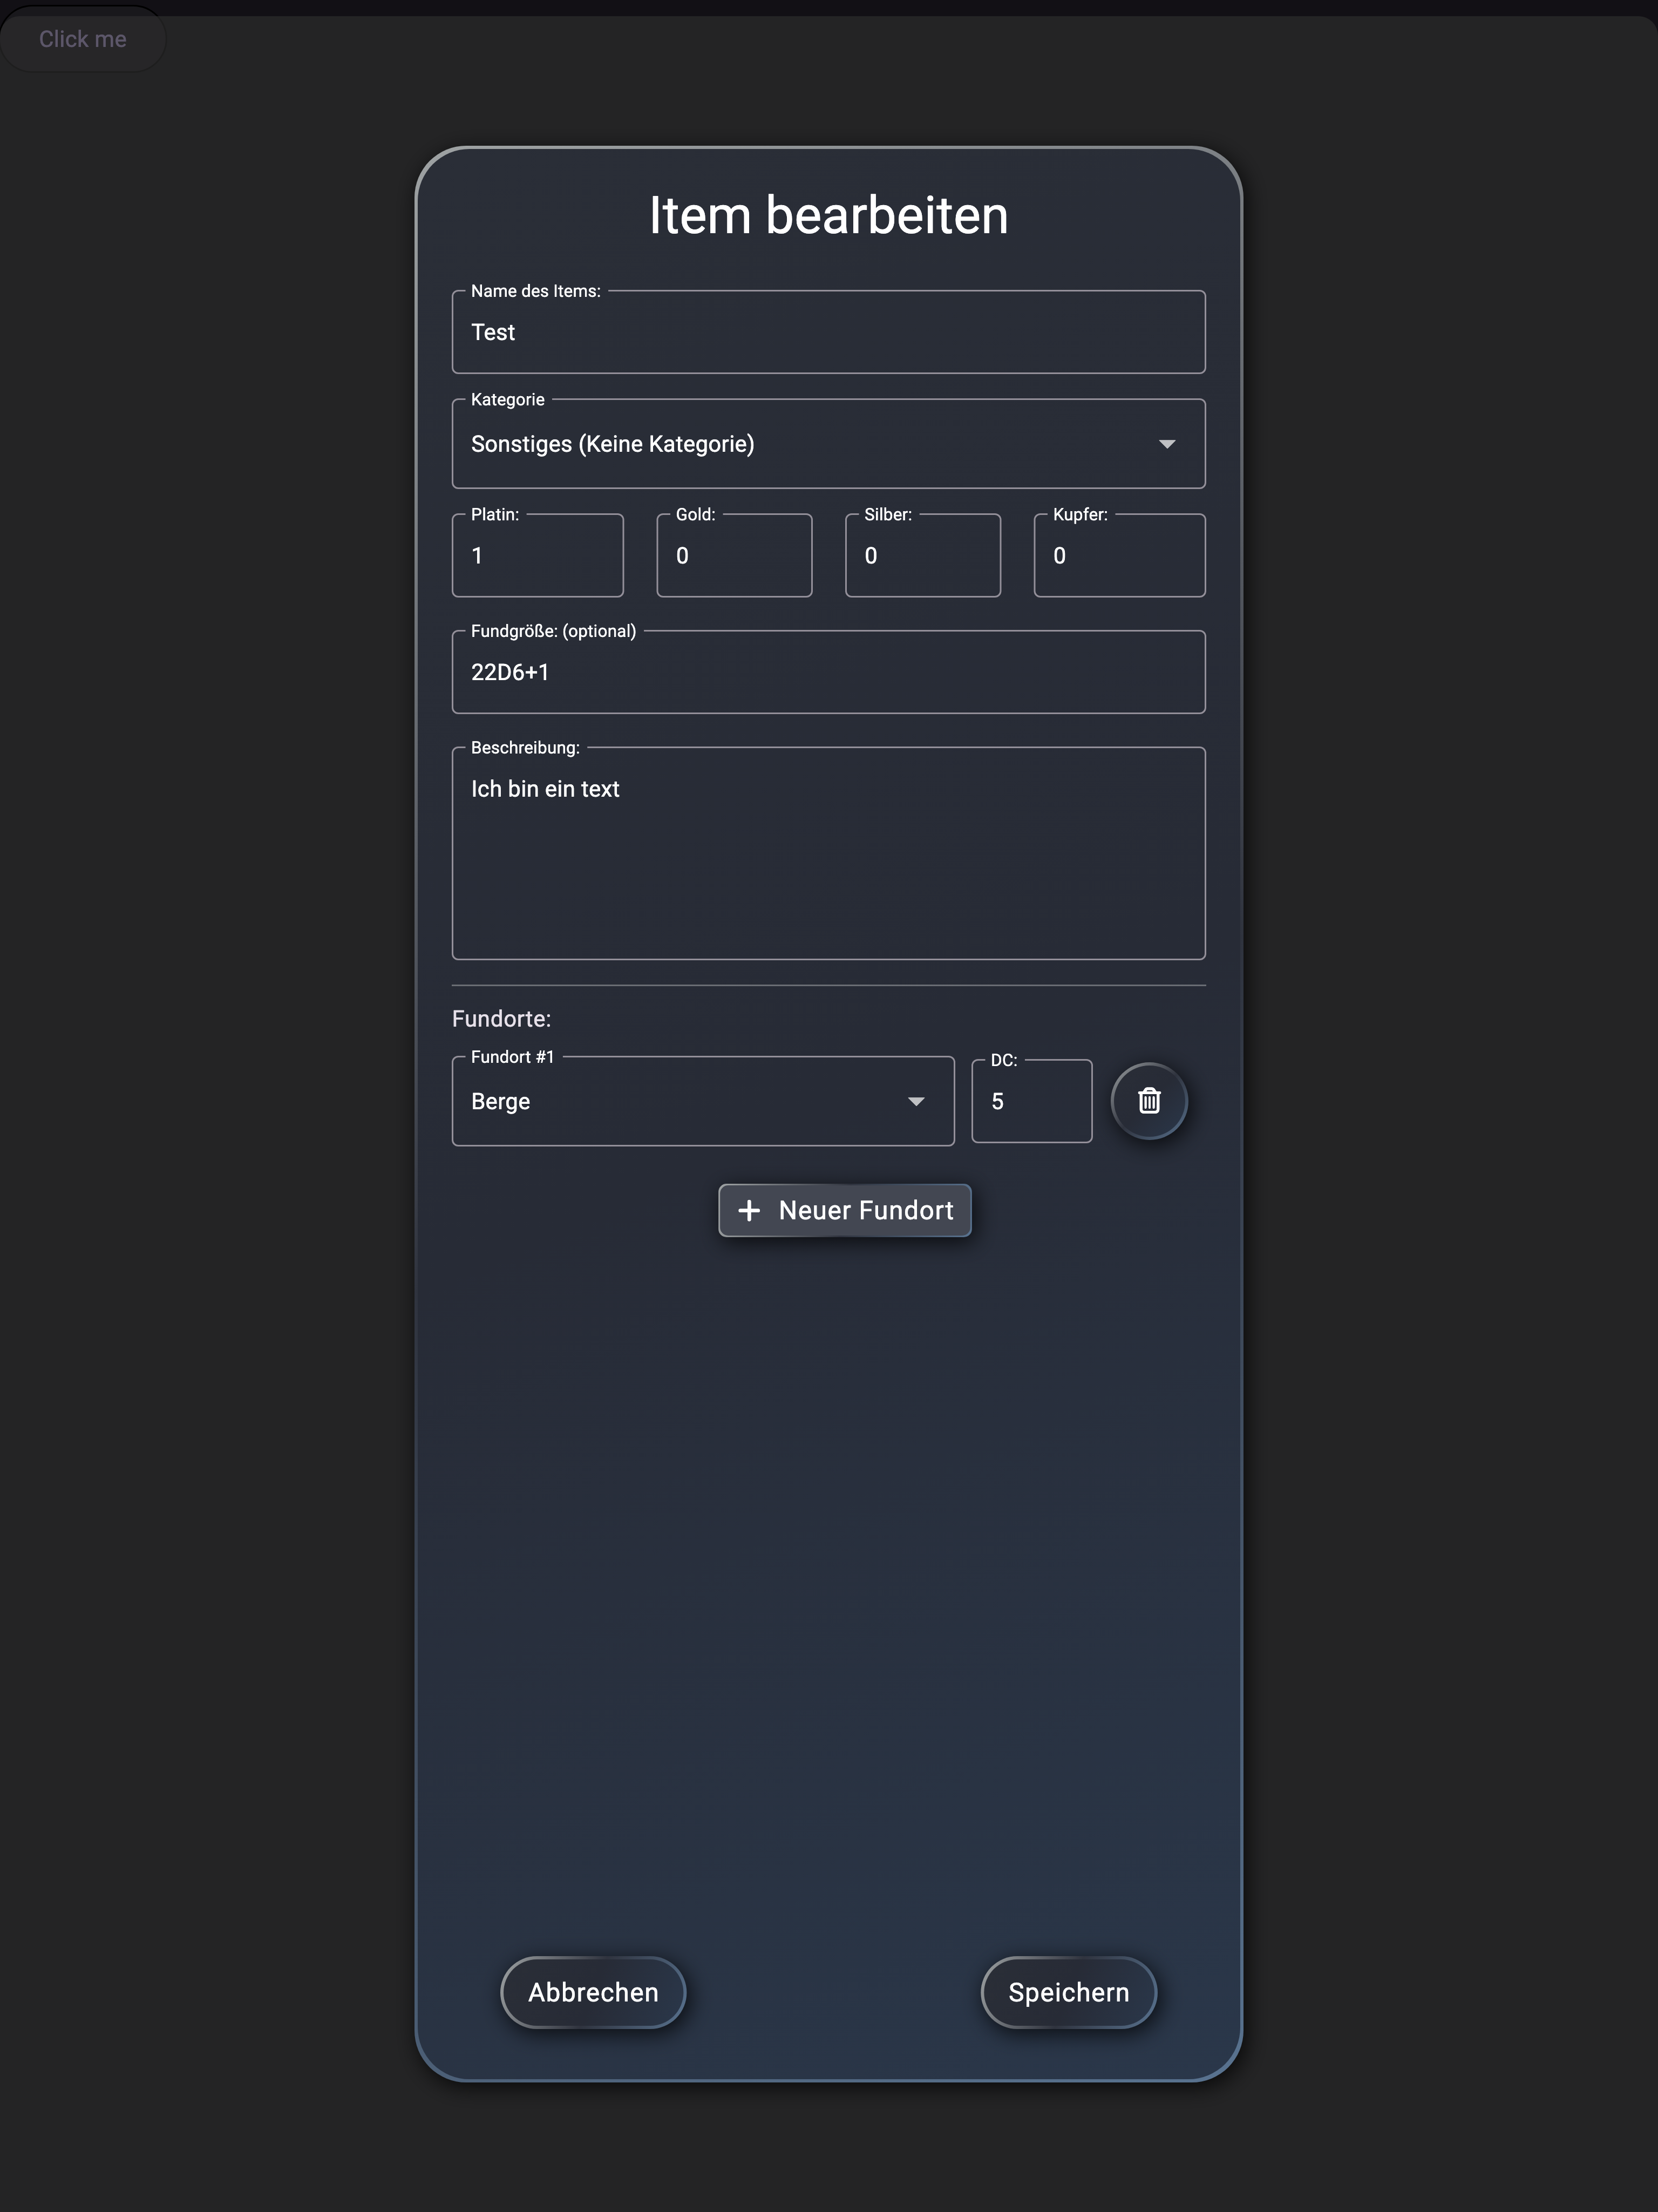 Click me
Item bearbeiten
Name des Items:
Test
Kategorie
Sonstiges (Keine Kategorie)
Platin: Gold: Silber: Kupfer:
1 0 0 0
Fundgröße: (optional)
22D6+1
Beschreibung:
Ich bin ein text
Fundorte:
Fundort #1 DC:
Berge 5
+ Neuer Fundort
Abbrechen Speichern